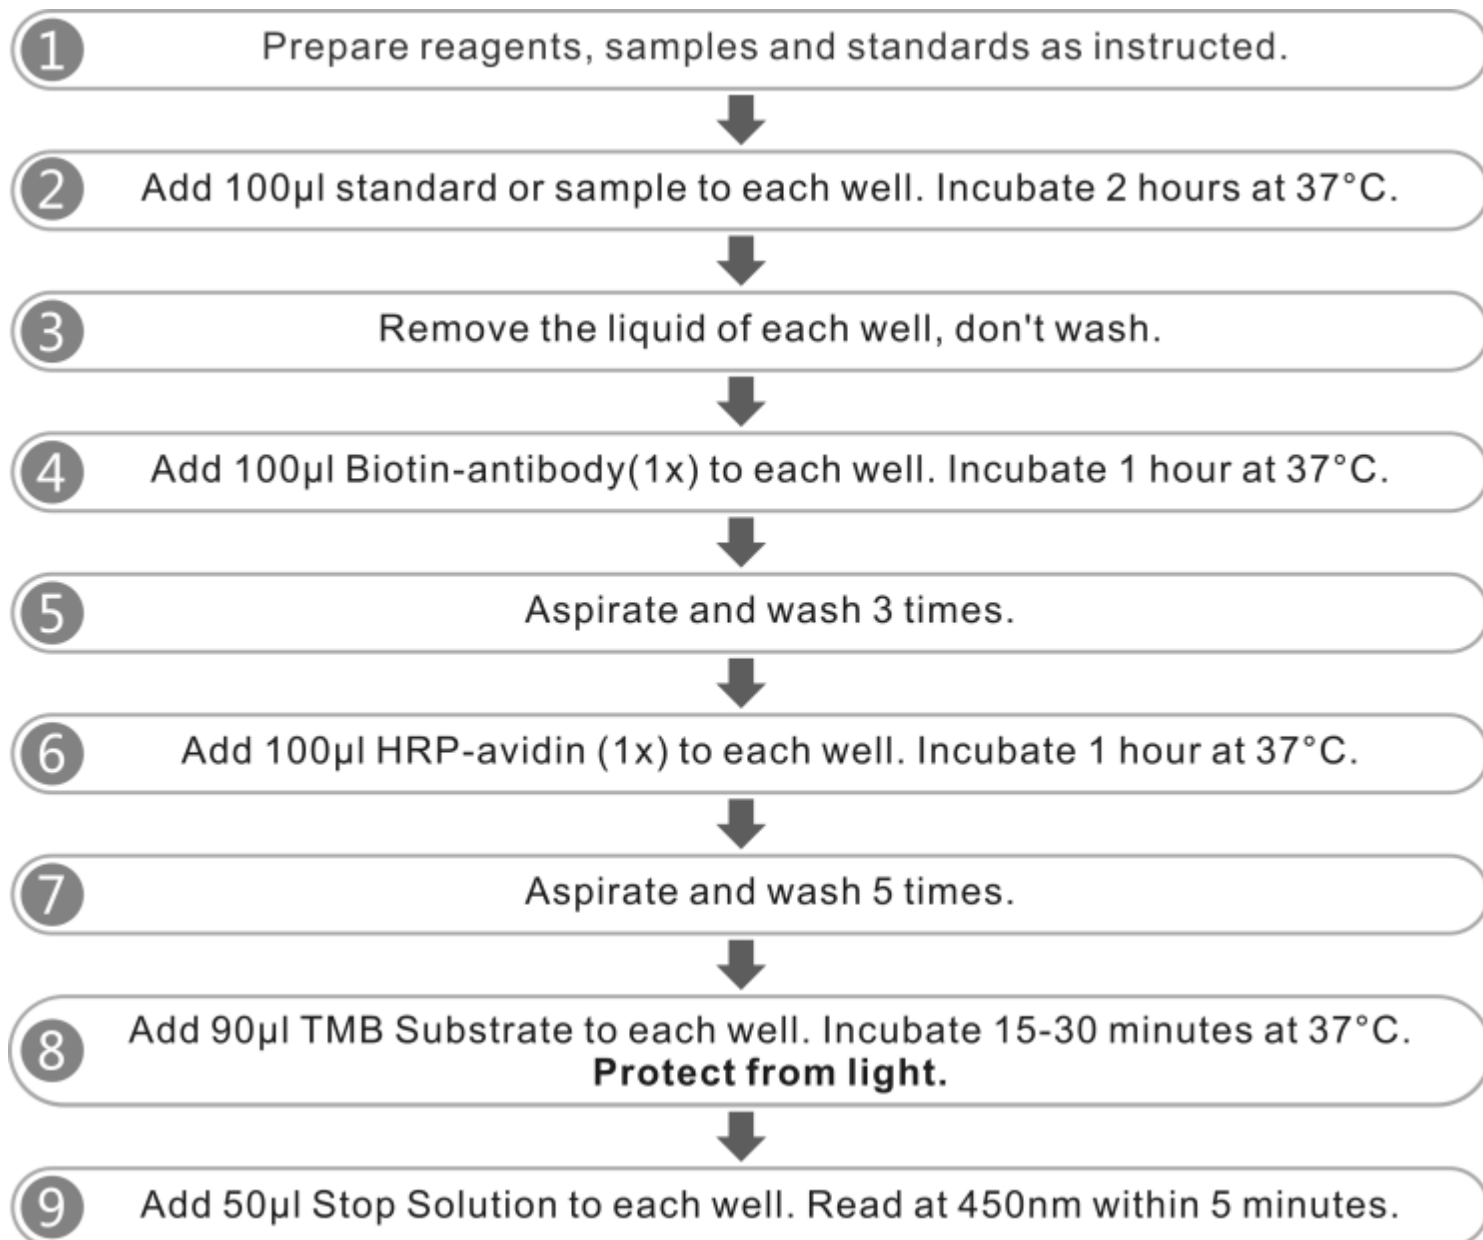 1 Prepare reagents, samples and standards as instructed.
2 Add 100µl standard or sample to each well. Incubate 2 hours at 37°C.
3 Remove the liquid of each well, don't wash.
4 Add 100µl Biotin-antibody(1x) to each well. Incubate 1 hour at 37°C.
5 Aspirate and wash 3 times.
6 Add 100µl HRP-avidin (1x) to each well. Incubate 1 hour at 37°C.
7 Aspirate and wash 5 times.
8 Add 90µl TMB Substrate to each well. Incubate 15-30 minutes at 37°C.
Protect from light.
9 Add 50µl Stop Solution to each well. Read at 450nm within 5 minutes.